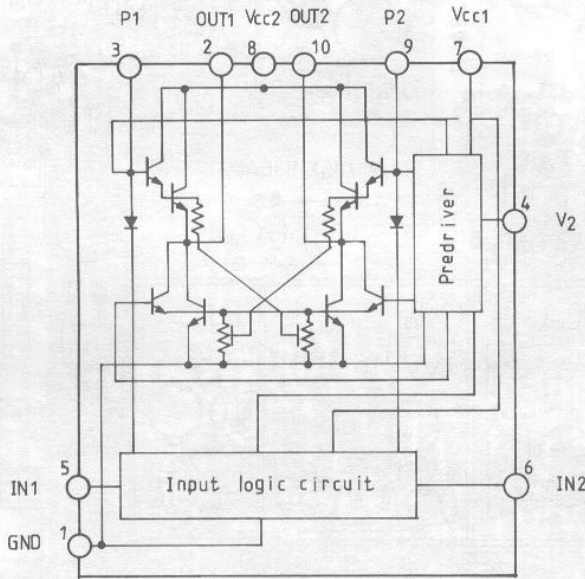 P1 OUT1 Vcc2 OUT2 P2 Vcc1
3 2 8 10 9 7
4
V2
Predriver
5
IN1
Input logic circuit
6
IN2
1
GND